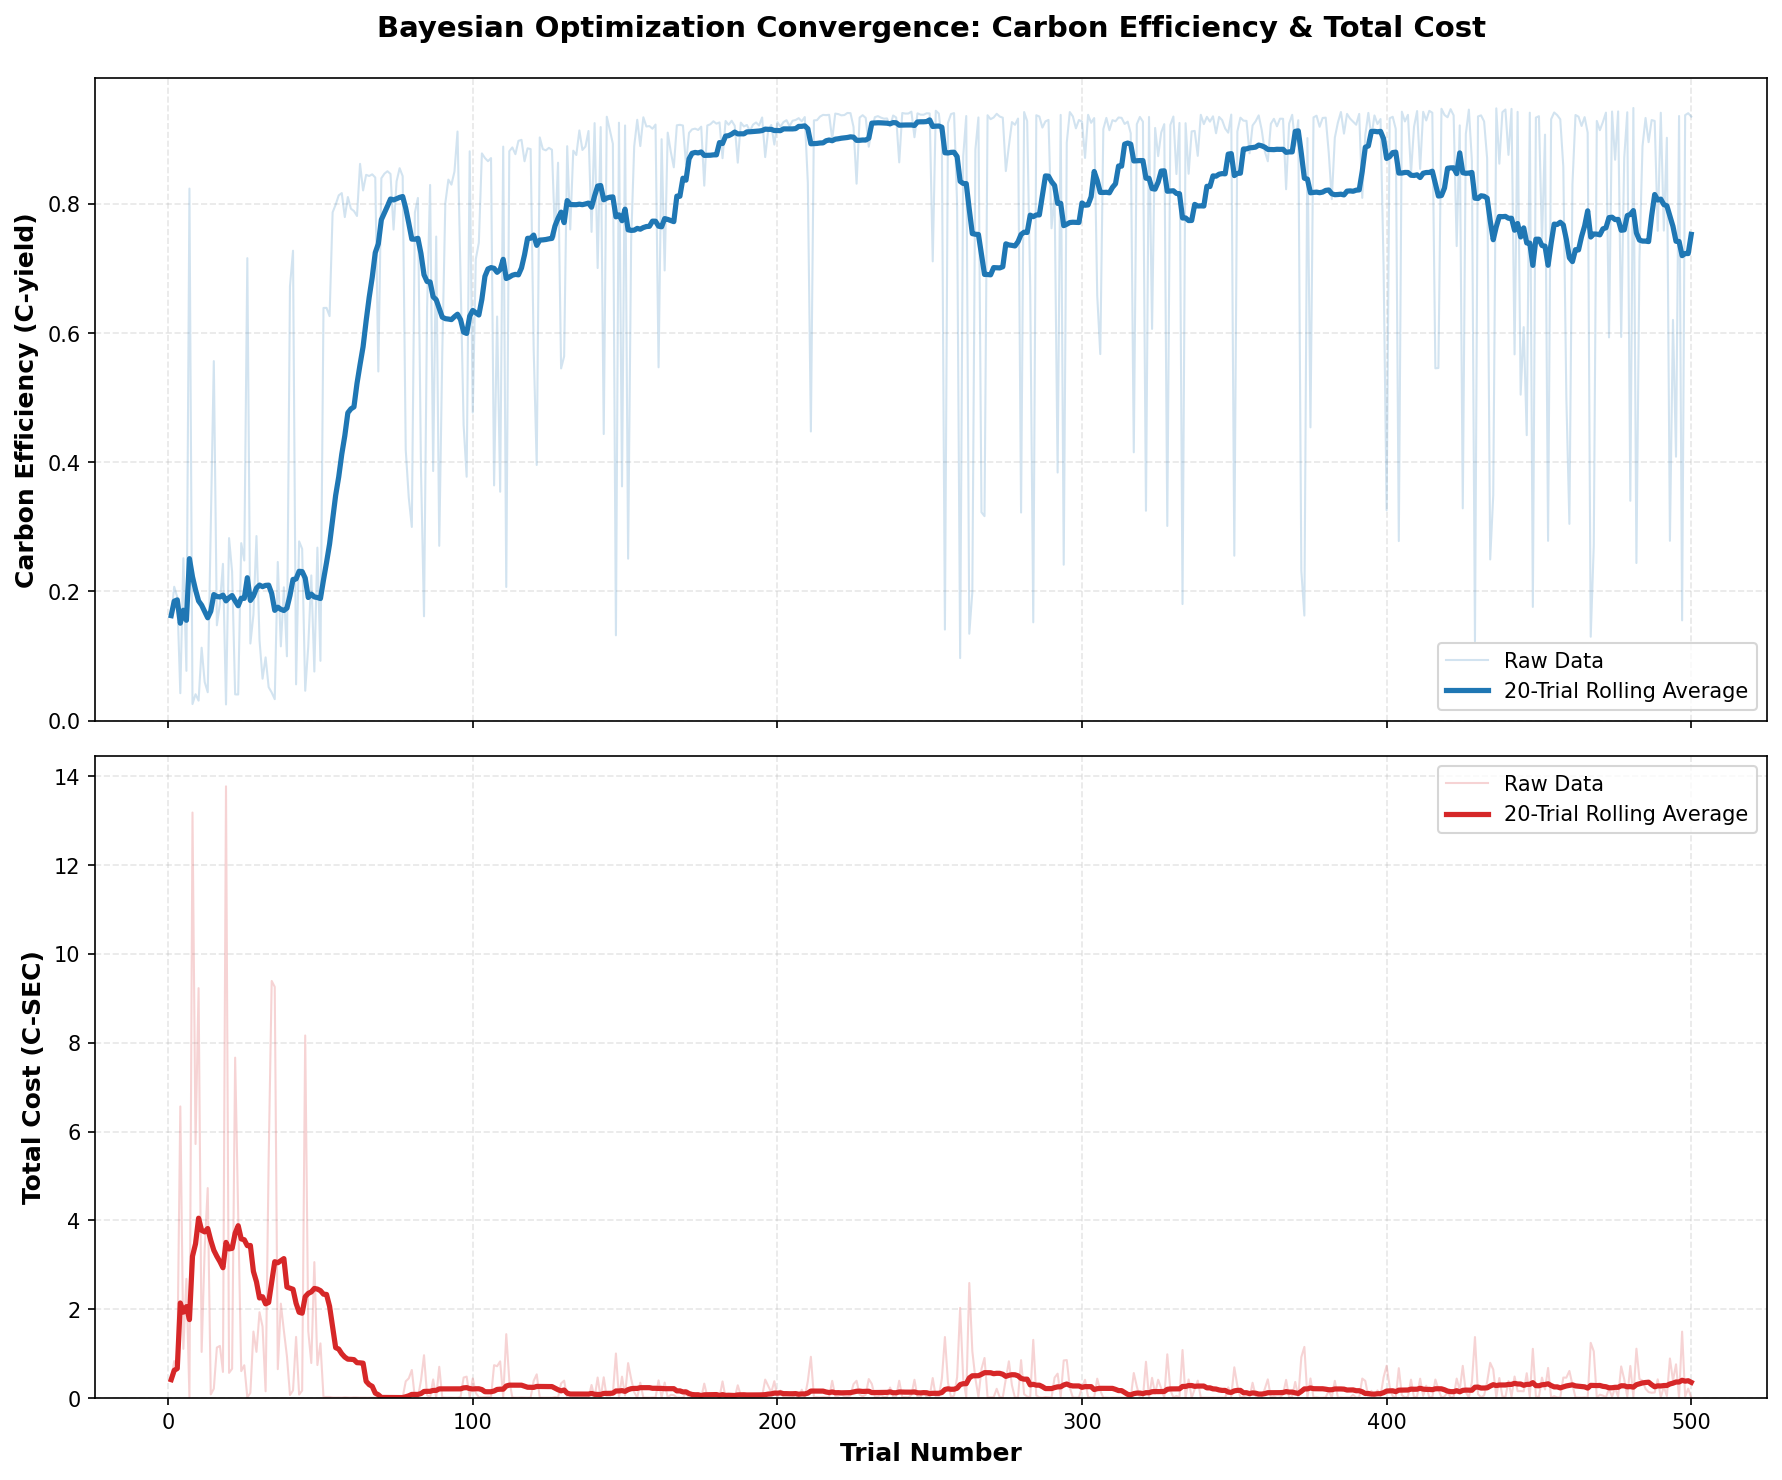 Bayesian Optimization Convergence: Carbon Efficiency & Total Cost
Carbon Efficiency (C-yield)
0.8
0.6
0.4
0.2
0.0
Raw Data
20-Trial Rolling Average
Total Cost (C-SEC)
14
12
10
8
6
4
2
0
Raw Data
20-Trial Rolling Average
0 100 200 300 400 500
Trial Number